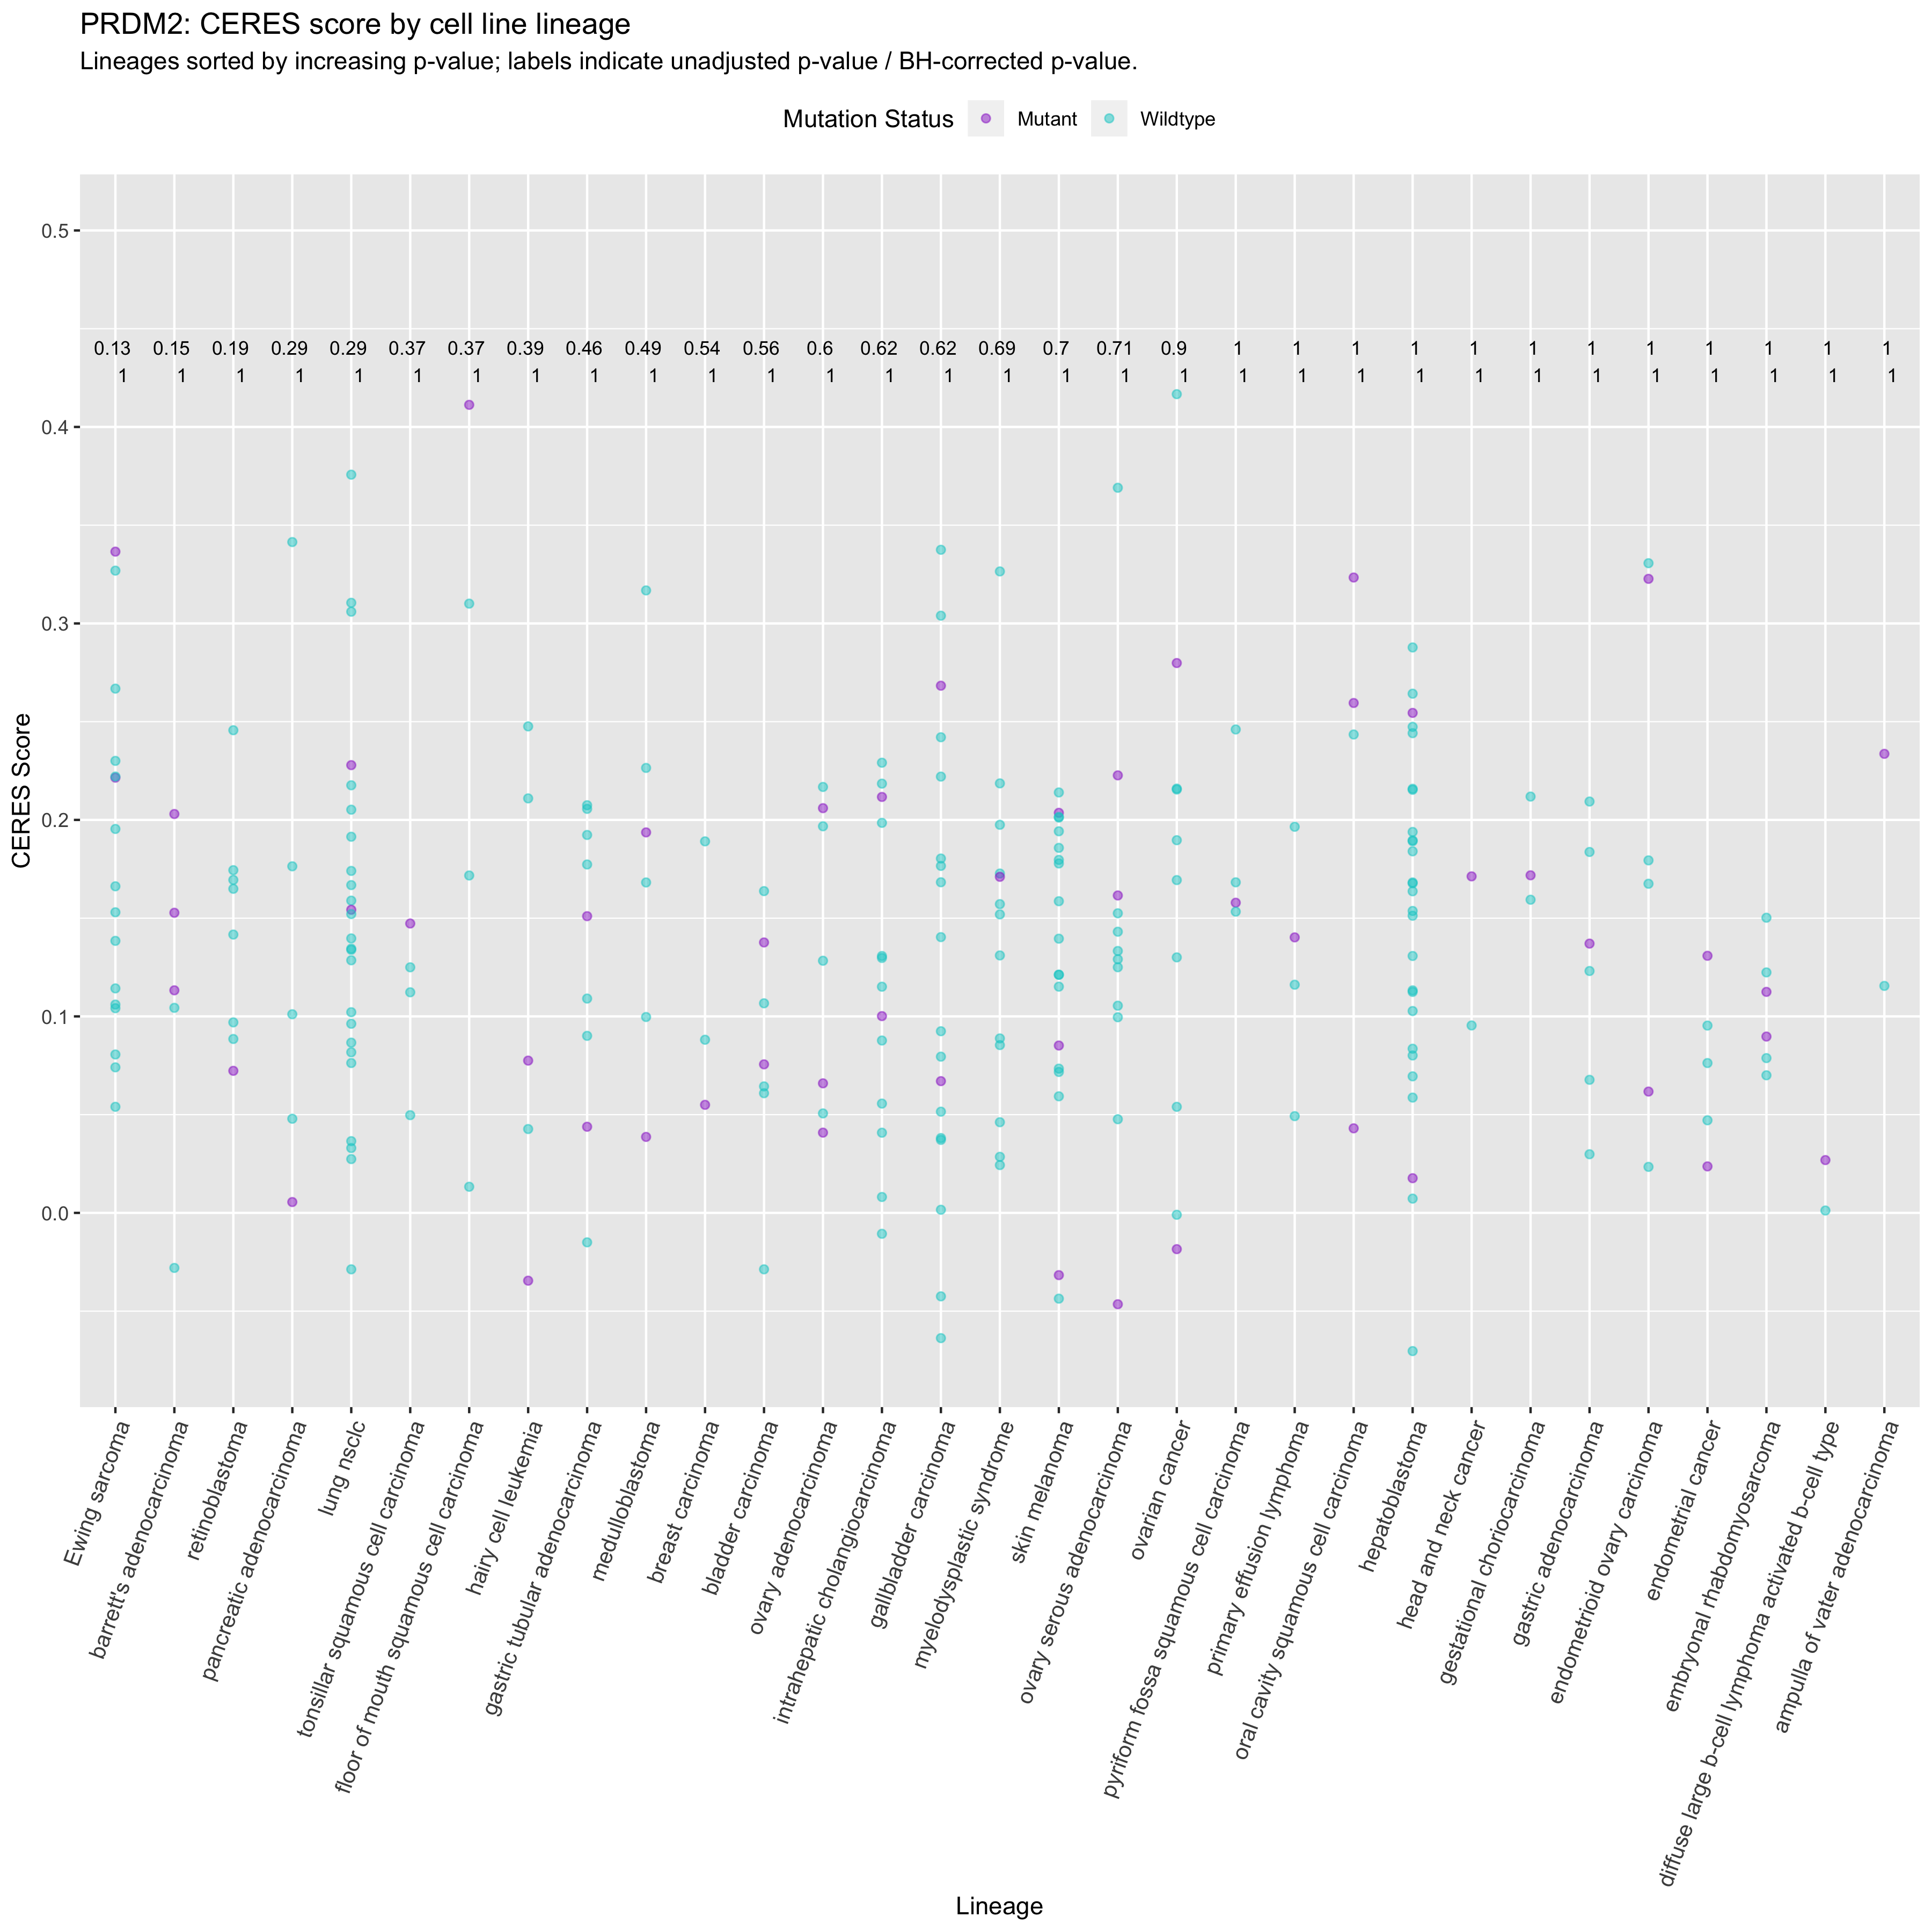 PRDM2: CERES score by cell line lineage
Lineages sorted by increasing p-value; labels indicate unadjusted p-value / BH-corrected p-value.
Mutation Status Mutant Wildtype
0.5
0.13 0.15 0.19 0.29 0.29 0.37 0.37 0.39 0.46 0.49 0.54 0.56 0.6 0.62 0.62 0.69 0.7 0.71 0.9 1 1 1 1 1 1 1 1 1 1 1 1
1 1 1 1 1 1 1 1 1 1 1 1 1 1 1 1 1 1 1 1 1 1 1 1 1 1 1 1 1 1 1
0.4
0.3
0.2
0.1
0.0
CERES Score
Ewing sarcoma
barrett's adenocarcinoma
retinoblastoma
pancreatic adenocarcinoma
lung nsclc
tonsillar squamous cell carcinoma
floor of mouth squamous cell carcinoma
hairy cell leukemia
gastric tubular adenocarcinoma
medulloblastoma
breast carcinoma
bladder carcinoma
ovary adenocarcinoma
intrahepatic cholangiocarcinoma
gallbladder carcinoma
myelodysplastic syndrome
skin melanoma
ovary serous adenocarcinoma
ovarian cancer
pyriform fossa squamous cell carcinoma
primary effusion lymphoma
oral cavity squamous cell carcinoma
hepatoblastoma
head and neck cancer
gestational choriocarcinoma
gastric adenocarcinoma
endometrioid ovary carcinoma
endometrial cancer
embryonal rhabdomyosarcoma
diffuse large b-cell lymphoma activated b-cell type
ampulla of vater adenocarcinoma
Lineage